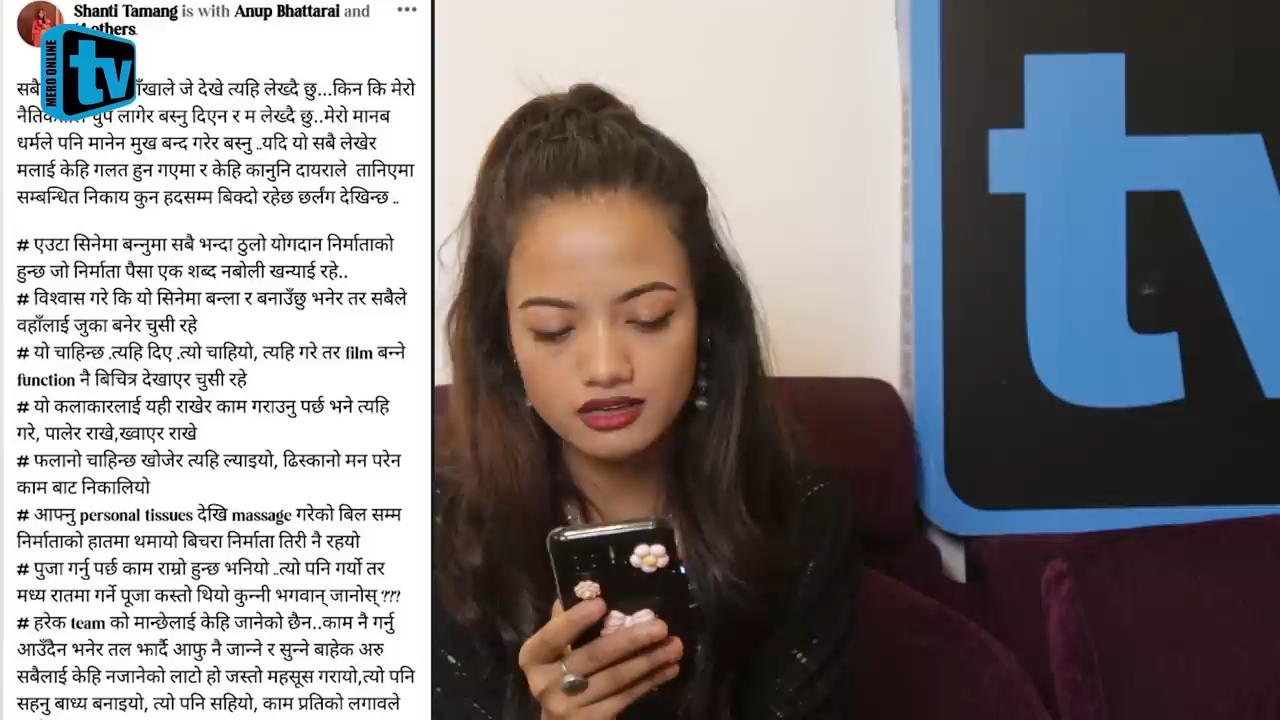 Shanti Tamang is with Anup Bhattarai and
others.
MERO ONLINE
tv
सबै जे देखे त्यहि लेख्दै छु...किन कि मेरो
चुप लागेर बस्नु दिएन र म लेख्दै छु..मेरो मानब
धर्मले पनि मानेन मुख बन्द गरेर बस्नु ..यदि यो सबै लेखेर
मलाई केहि गलत हुन गएमा र केहि कानुनि दायराले तानिएमा
सम्बन्धित निकाय कुन हदसम्म बिक्दो रहेछ छर्लंग देखिन्छ ..
# एउटा सिनेमा बन्नुमा सबै भन्दा ठुलो योगदान निर्माताको
हुन्छ जो निर्माता पैसा एक शब्द नबोली खन्याई रहे..
# विश्वास गरे कि यो सिनेमा बन्ला र बनाउँछु भनेर तर सबैले
वहाँलाई जुका बनेर चुसी रहे
# यो चाहिन्छ .त्यहि दिए .त्यो चाहियो, त्यहि गरे तर film बन्ने
function नै बिचित्र देखाएर चुसी रहे
# यो कलाकारलाई यही राखेर काम गराउनु पर्छ भने त्यहि
गरे, पालेर राखे,ख्वाएर राखे
# फलानो चाहिन्छ खोजेर त्यहि ल्याइयो, ढिस्कानो मन परेन
काम बाट निकालियो
# आफ्नु personal tissues देखि massage गरेको बिल सम्म
निर्माताको हातमा थमायो बिचरा निर्माता तिरी नै रहयो
# पुजा गर्नु पर्छ काम राम्रो हुन्छ भनियो ..त्यो पनि गर्यो तर
मध्य रातमा गर्ने पूजा कस्तो थियो कुन्नी भगवान् जानोस् ???
# हरेक team को मान्छेलाई केहि जानेको छैन..काम नै गर्नु
आउँदैन भनेर तल झार्दै आफु नै जान्ने र सुन्ने बाहेक अरु
सबैलाई केहि नजानेको लाटो हो जस्तो महसूस गरायो,त्यो पनि
सहनु बाध्य बनाइयो, त्यो पनि सहियो, काम प्रतिको लगावले